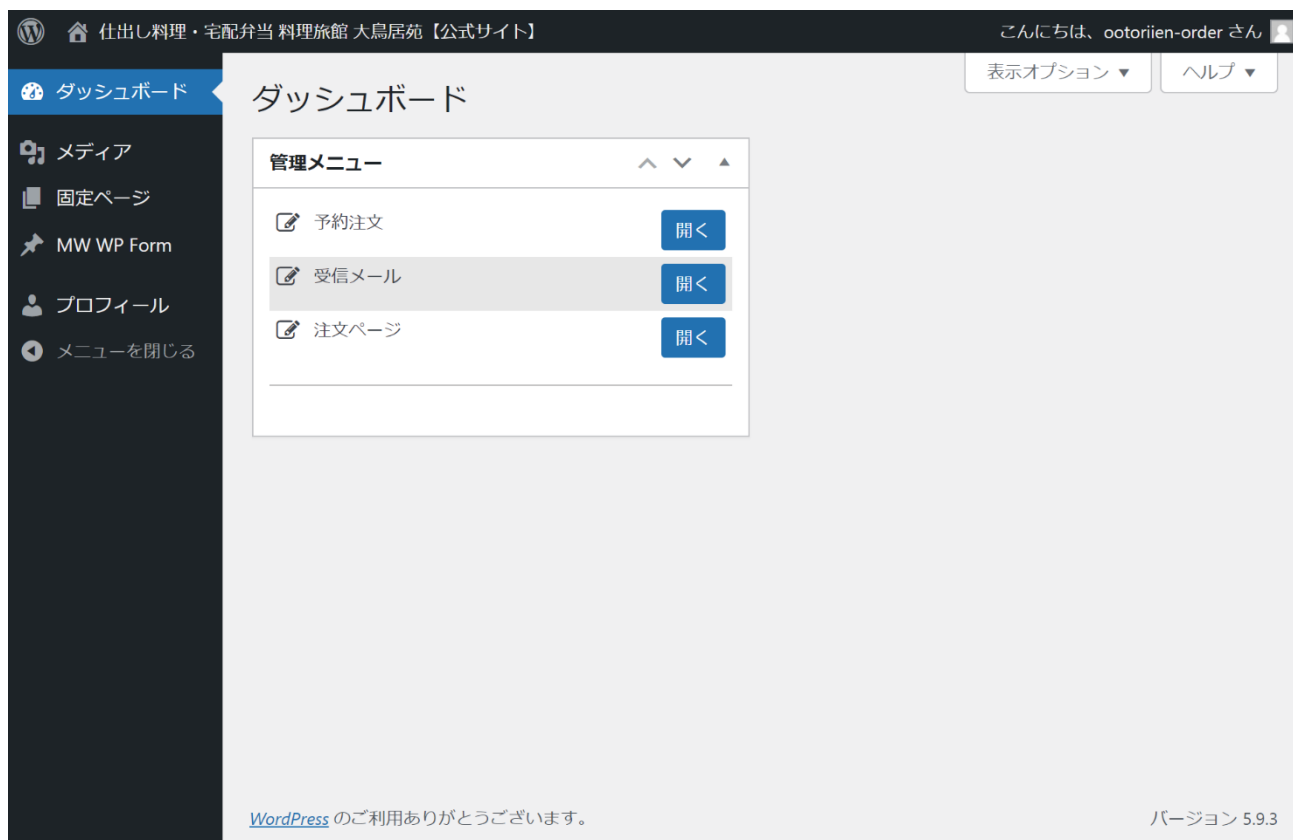 仕出し料理・宅配弁当 料理旅館 大鳥居苑【公式サイト】
こんにちは、ootoriien-order さん
ダッシュボード
メディア
固定ページ
MW WP Form
プロフィール
メニューを閉じる
表示オプション ▼
ヘルプ ▼
ダッシュボード
管理メニュー
予約注文 開く
受信メール 開く
注文ページ 開く
WordPress のご利用ありがとうございます。
バージョン 5.9.3